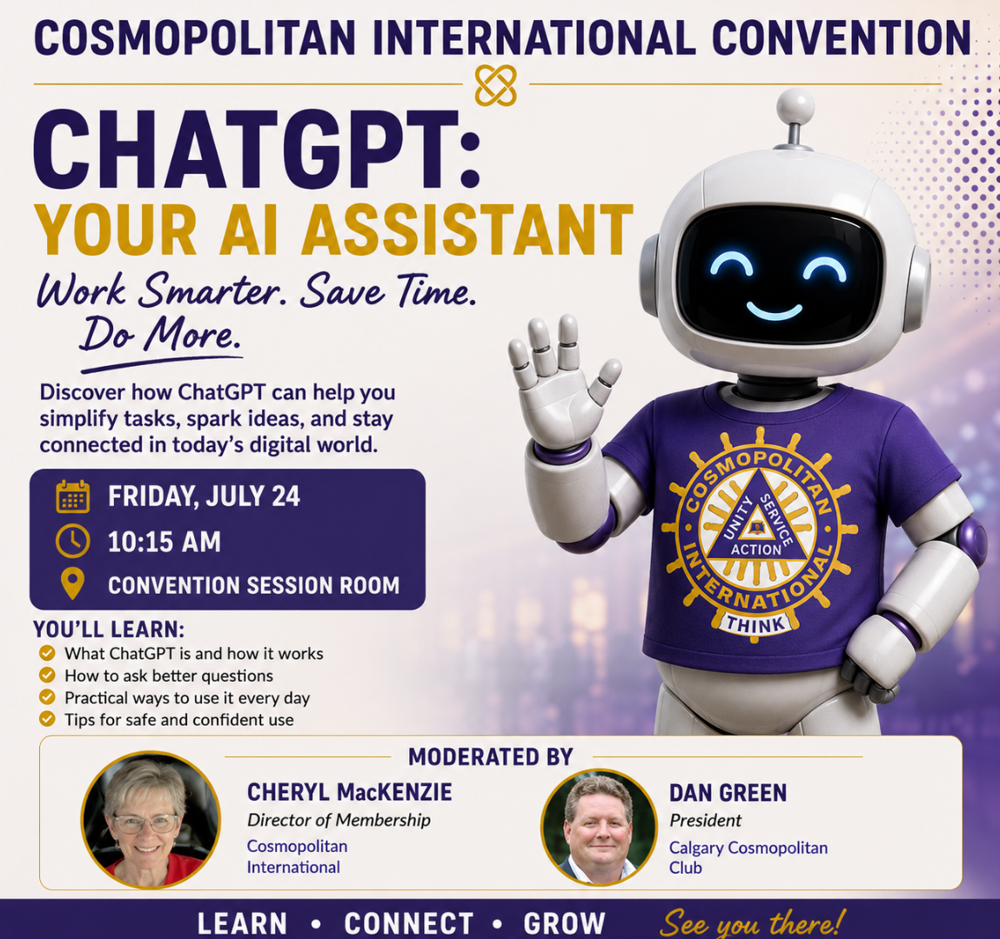 COSMOPOLITAN INTERNATIONAL CONVENTION
CHATGPT:
YOUR AI ASSISTANT
Work Smarter. Save Time.
Do More.
Discover how ChatGPT can help you
simplify tasks, spark ideas, and stay
connected in today's digital world.
FRIDAY, JULY 24
10:15 AM
CONVENTION SESSION ROOM
COSMOPOLITAN
UNITY
SERVICE
ACTION
INTERNATIONAL
THINK
YOU'LL LEARN:
What ChatGPT is and how it works
How to ask better questions
Practical ways to use it every day
Tips for safe and confident use
MODERATED BY
CHERYL MacKENZIE
Director of Membership
Cosmopolitan
International
DAN GREEN
President
Calgary Cosmopolitan
Club
LEARN • CONNECT • GROW See you there!